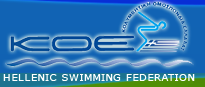 KOE
HELLENIC SWIMMING FEDERATION